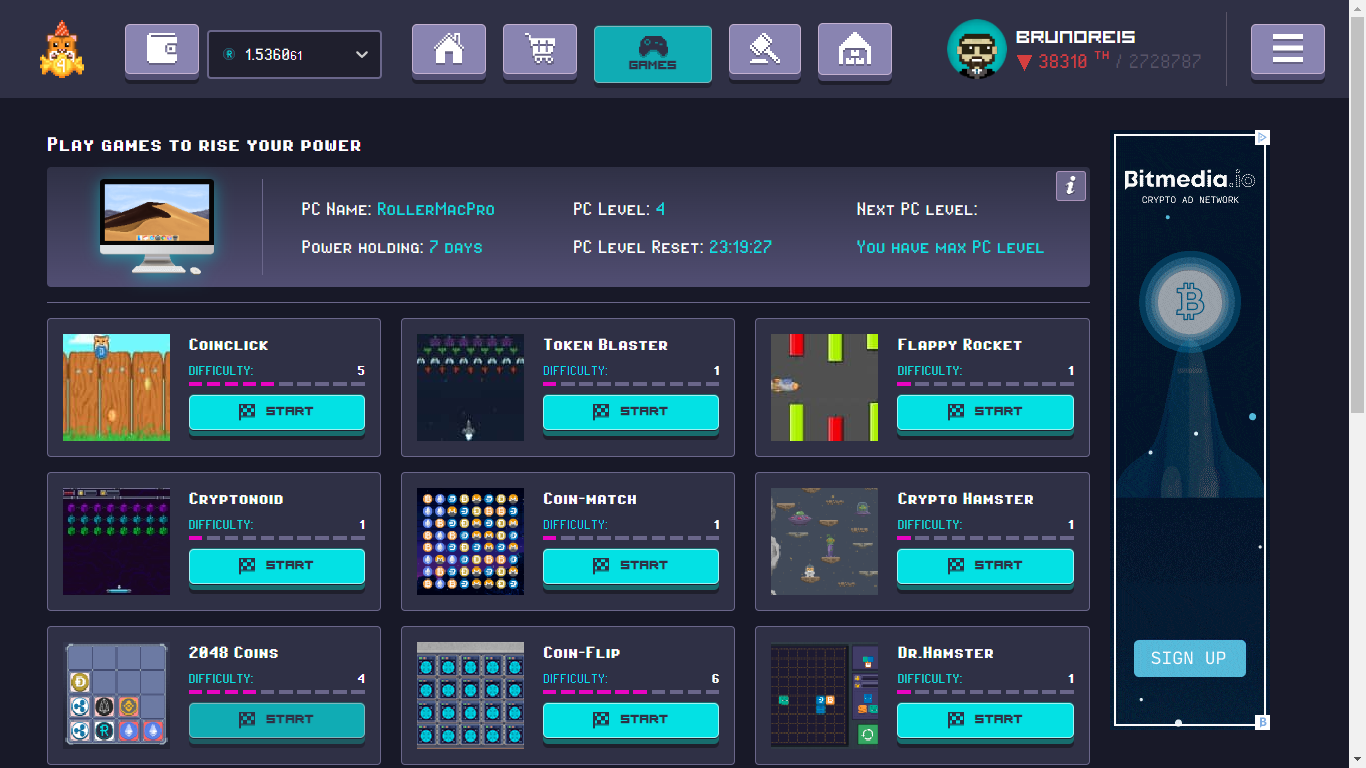 1.536061
GAMES
BRUNOREIS
38310 TH / 2728787
Play games to rise your power
PC Name: RollerMacPro
PC Level: 4
Next PC level:
Power holding: 7 days
PC Level Reset: 23:19:27
You have max PC level
i
Coinclick
Difficulty: 5
START
Token Blaster
Difficulty: 1
START
Flappy Rocket
Difficulty: 1
START
Cryptonoid
Difficulty: 1
START
Coin-match
Difficulty: 1
START
Crypto Hamster
Difficulty: 1
START
2048 Coins
Difficulty: 4
START
Coin-Flip
Difficulty: 6
START
Dr.Hamster
Difficulty: 1
START
Bitmedia.io
CRYPTO AD NETWORK
SIGN UP